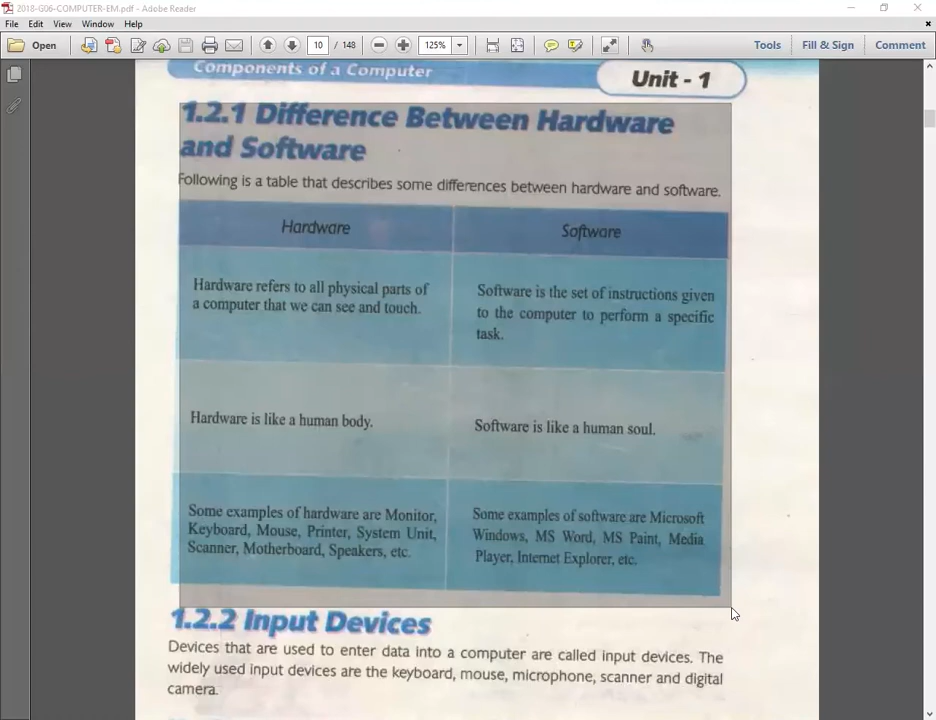 2018-G06-COMPUTER-EM.pdf - Adobe Reader
File Edit View Window Help
Open 10 / 148 125% Tools Fill & Sign Comment
Components of a Computer
Unit - 1
1.2.1 Difference Between Hardware
and Software
Following is a table that describes some differences between hardware and software.
Hardware
Software
Hardware refers to all physical parts of
a computer that we can see and touch.
Software is the set of instructions given
to the computer to perform a specific
task.
Hardware is like a human body.
Software is like a human soul.
Some examples of hardware are Monitor,
Keyboard, Mouse, Printer, System Unit,
Scanner, Motherboard, Speakers, etc.
Some examples of software are Microsoft
Windows, MS Word, MS Paint, Media
Player, Internet Explorer, etc.
1.2.2 Input Devices
Devices that are used to enter data into a computer are called input devices. The
widely used input devices are the keyboard, mouse, microphone, scanner and digital
camera.